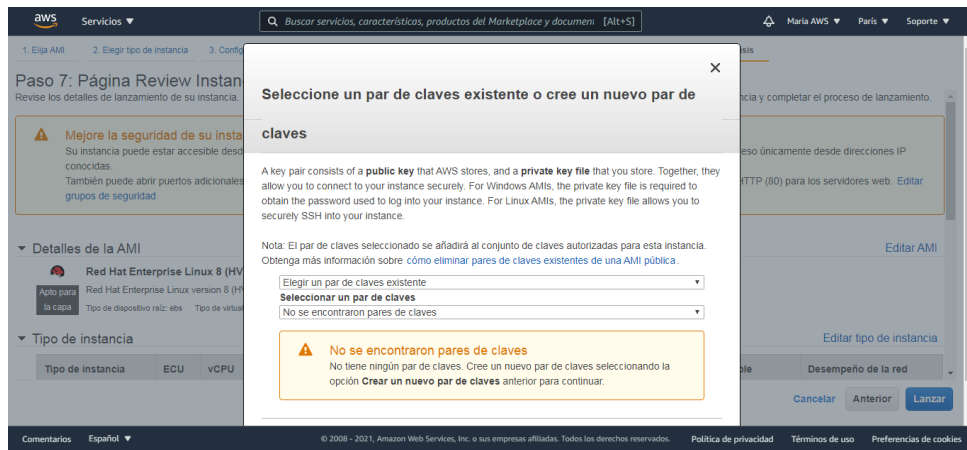 aws Servicios ▼ Buscar servicios, características, productos del Marketplace y documen [Alt+S] Maria AWS ▼ París ▼ Soporte ▼
1. Elija AMI 2. Elegir tipo de instancia 3. Config sis
Paso 7: Página Review Instan
Revise los detalles de lanzamiento de su instancia. ncia y completar el proceso de lanzamiento.
Mejore la seguridad de su insta
Su instancia puede estar accesible desd eso únicamente desde direcciones IP
conocidas.
También puede abrir puertos adicionales HTTP (80) para los servidores web. Editar
grupos de seguridad
Detalles de la AMI Editar AMI
Red Hat Enterprise Linux 8 (HV
Apto para Red Hat Enterprise Linux version 8 (HV
la capa Tipo de dispositivo raíz: ebs Tipo de virtual
Tipo de instancia Editar tipo de instancia
Tipo de instancia ECU vCPU ble Desempeño de la red
Cancelar Anterior Lanzar
Seleccione un par de claves existente o cree un nuevo par de
claves
A key pair consists of a public key that AWS stores, and a private key file that you store. Together, they
allow you to connect to your instance securely. For Windows AMIs, the private key file is required to
obtain the password used to log into your instance. For Linux AMIs, the private key file allows you to
securely SSH into your instance.
Nota: El par de claves seleccionado se añadirá al conjunto de claves autorizadas para esta instancia.
Obtenga más información sobre cómo eliminar pares de claves existentes de una AMI pública.
Elegir un par de claves existente
Seleccionar un par de claves
No se encontraron pares de claves
No se encontraron pares de claves
No tiene ningún par de claves. Cree un nuevo par de claves seleccionando la
opción Crear un nuevo par de claves anterior para continuar.
Comentarios Español ▼ © 2008 - 2021, Amazon Web Services, Inc. o sus empresas afiliadas. Todos los derechos reservados. Política de privacidad Términos de uso Preferencias de cookies